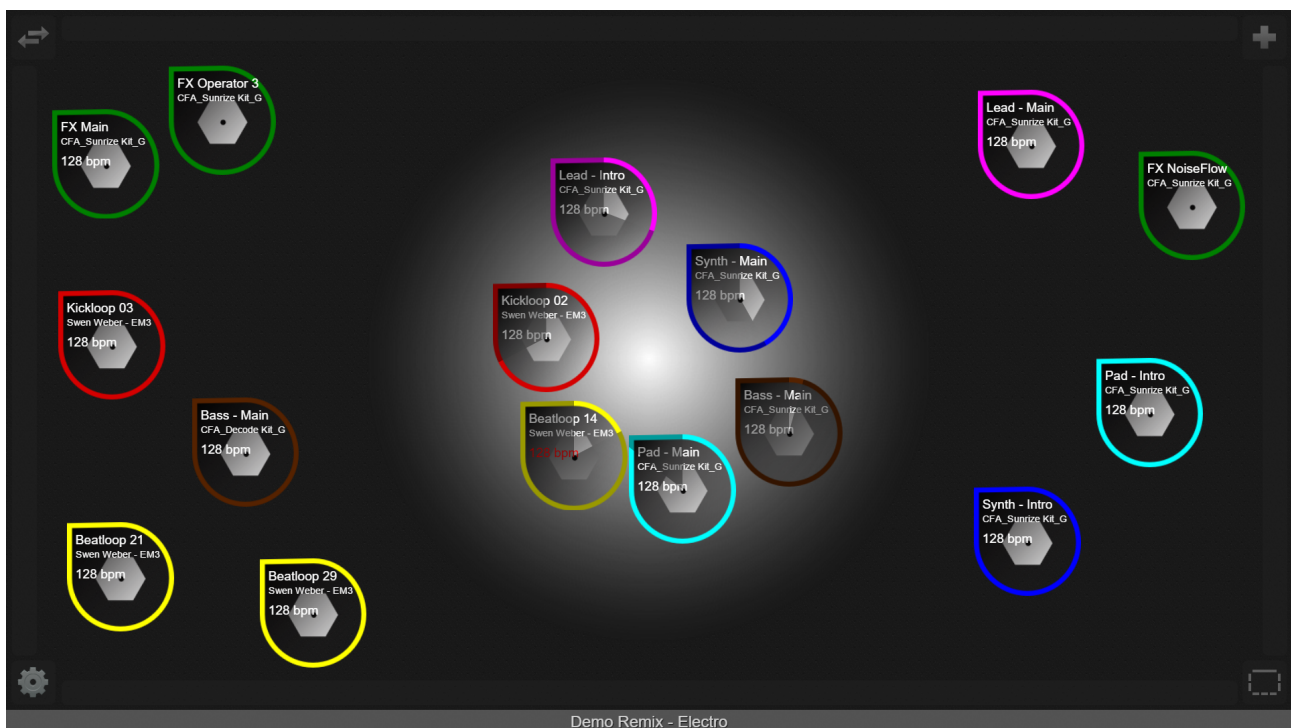 FX Operator 3
CFA_Sunrize Kit_G
FX Main
CFA_Sunrize Kit_G
128 bpm
Lead - Main
CFA_Sunrize Kit_G
128 bpm
FX NoiseFlow
CFA_Sunrize Kit_G
Lead - Intro
CFA_Sunrize Kit_G
128 bpm
Synth - Main
CFA_Sunrize Kit_G
128 bpm
Kickloop 03
Swen Weber - EM3
128 bpm
Kickloop 02
Swen Weber - EM3
128 bpm
Pad - Intro
CFA_Sunrize Kit_G
128 bpm
Bass - Main
CFA_Decode Kit_G
128 bpm
Beatloop 14
Swen Weber - EM3
128 bpm
Bass - Main
CFA_Sunrize Kit_G
128 bpm
Pad - Main
CFA_Sunrize Kit_G
128 bpm
Synth - Intro
CFA_Sunrize Kit_G
128 bpm
Beatloop 21
Swen Weber - EM3
128 bpm
Beatloop 29
Swen Weber - EM3
128 bpm
Demo Remix - Electro